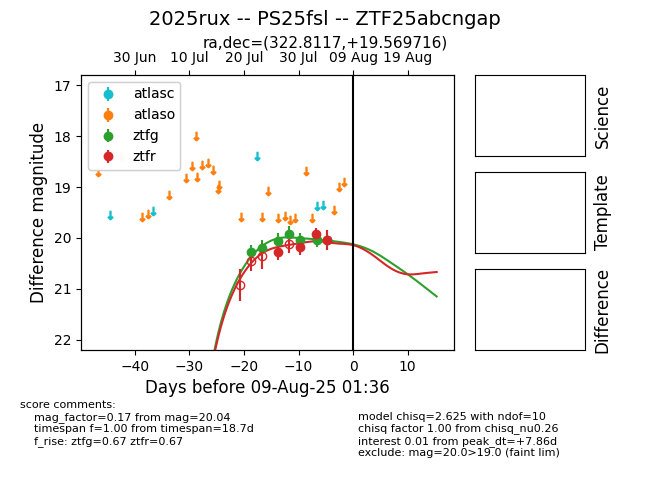 2025rux -- PS25fsl -- ZTF25abcngap
ra,dec=(322.8117,+19.569716)
30 Jun 10 Jul 20 Jul 30 Jul 09 Aug 19 Aug
17
18
19
20
21
22
Difference magnitude
atlasc
atlaso
ztfg
ztfr
−40 −30 −20 −10 0 10
Days before 09-Aug-25 01:36
Science
Template
Difference
score comments:
mag_factor=0.17 from mag=20.04
timespan f=1.00 from timespan=18.7d
f_rise: ztfg=0.67 ztfr=0.67
model chisq=2.625 with ndof=10
chisq factor 1.00 from chisq_nu0.26
interest 0.01 from peak_dt=+7.86d
exclude: mag=20.0>19.0 (faint lim)